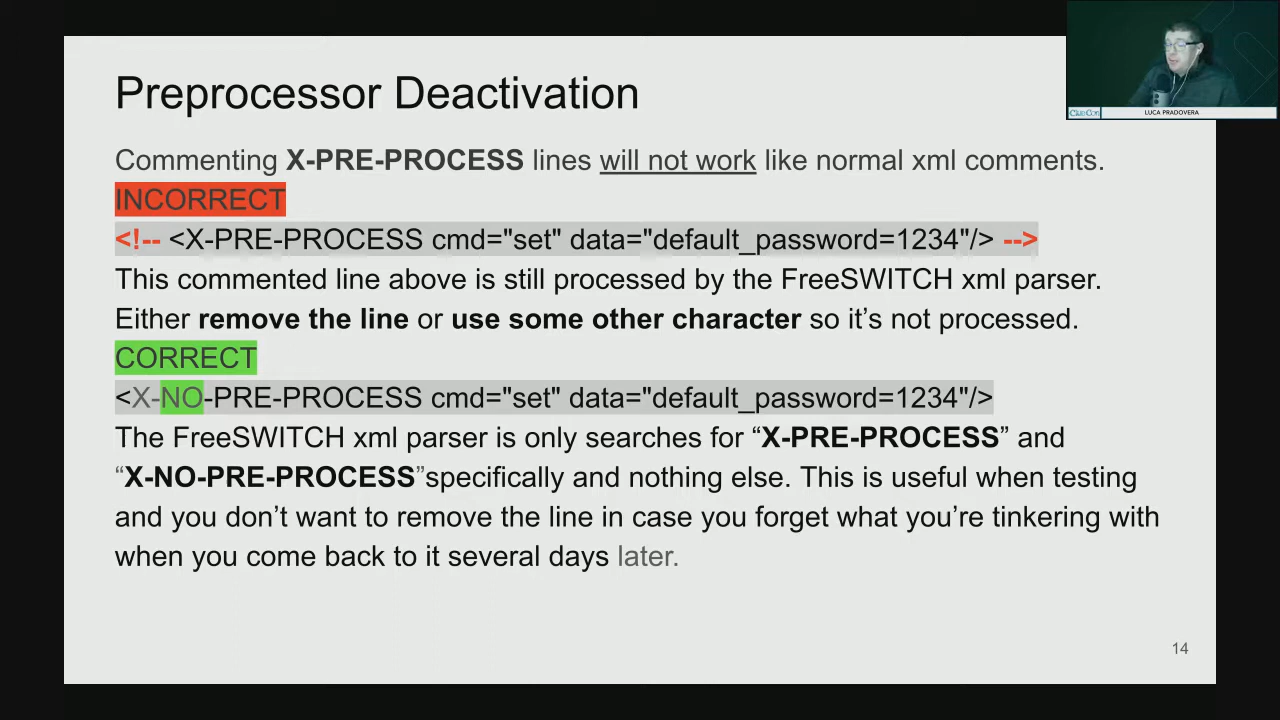 Preprocessor Deactivation
LUCA PRADOVERA
Commenting X-PRE-PROCESS lines will not work like normal xml comments.
INCORRECT
<!-- <X-PRE-PROCESS cmd="set" data="default_password=1234"/> -->
This commented line above is still processed by the FreeSWITCH xml parser.
Either remove the line or use some other character so it’s not processed.
CORRECT
<X-NO-PRE-PROCESS cmd="set" data="default_password=1234"/>
The FreeSWITCH xml parser is only searches for “X-PRE-PROCESS” and
“X-NO-PRE-PROCESS”specifically and nothing else. This is useful when testing
and you don’t want to remove the line in case you forget what you’re tinkering with
when you come back to it several days later.
14